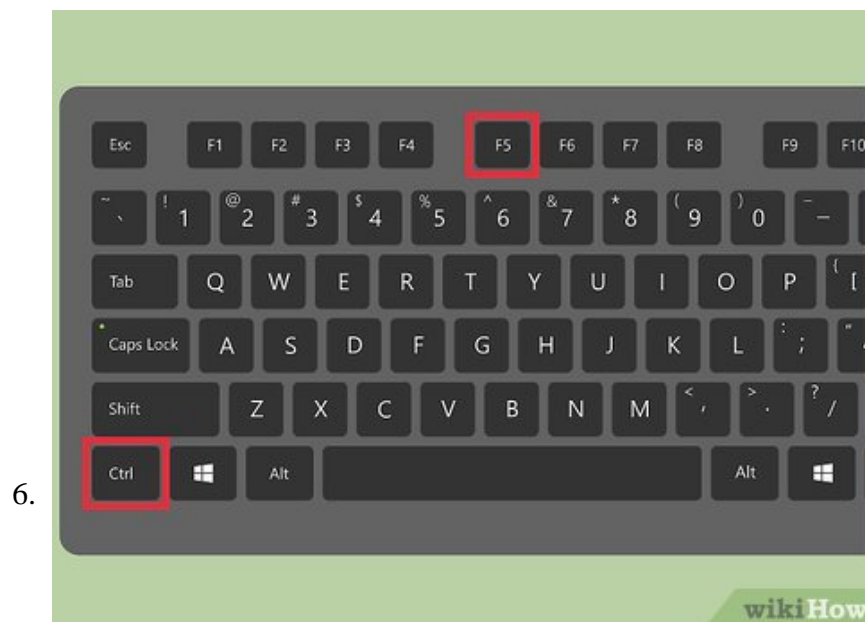 Esc F1 F2 F3 F4 F5 F6 F7 F8 F9 F10
~ ` ! 1 @ 2 # 3 $ 4 % 5 ^ 6 & 7 * 8 ( 9 ) 0 _ –
Tab Q W E R T Y U I O P { [
Caps Lock A S D F G H J K L : ; "
Shift Z X C V B N M < , > . ? /
Ctrl Alt Alt
6.
wikiHow